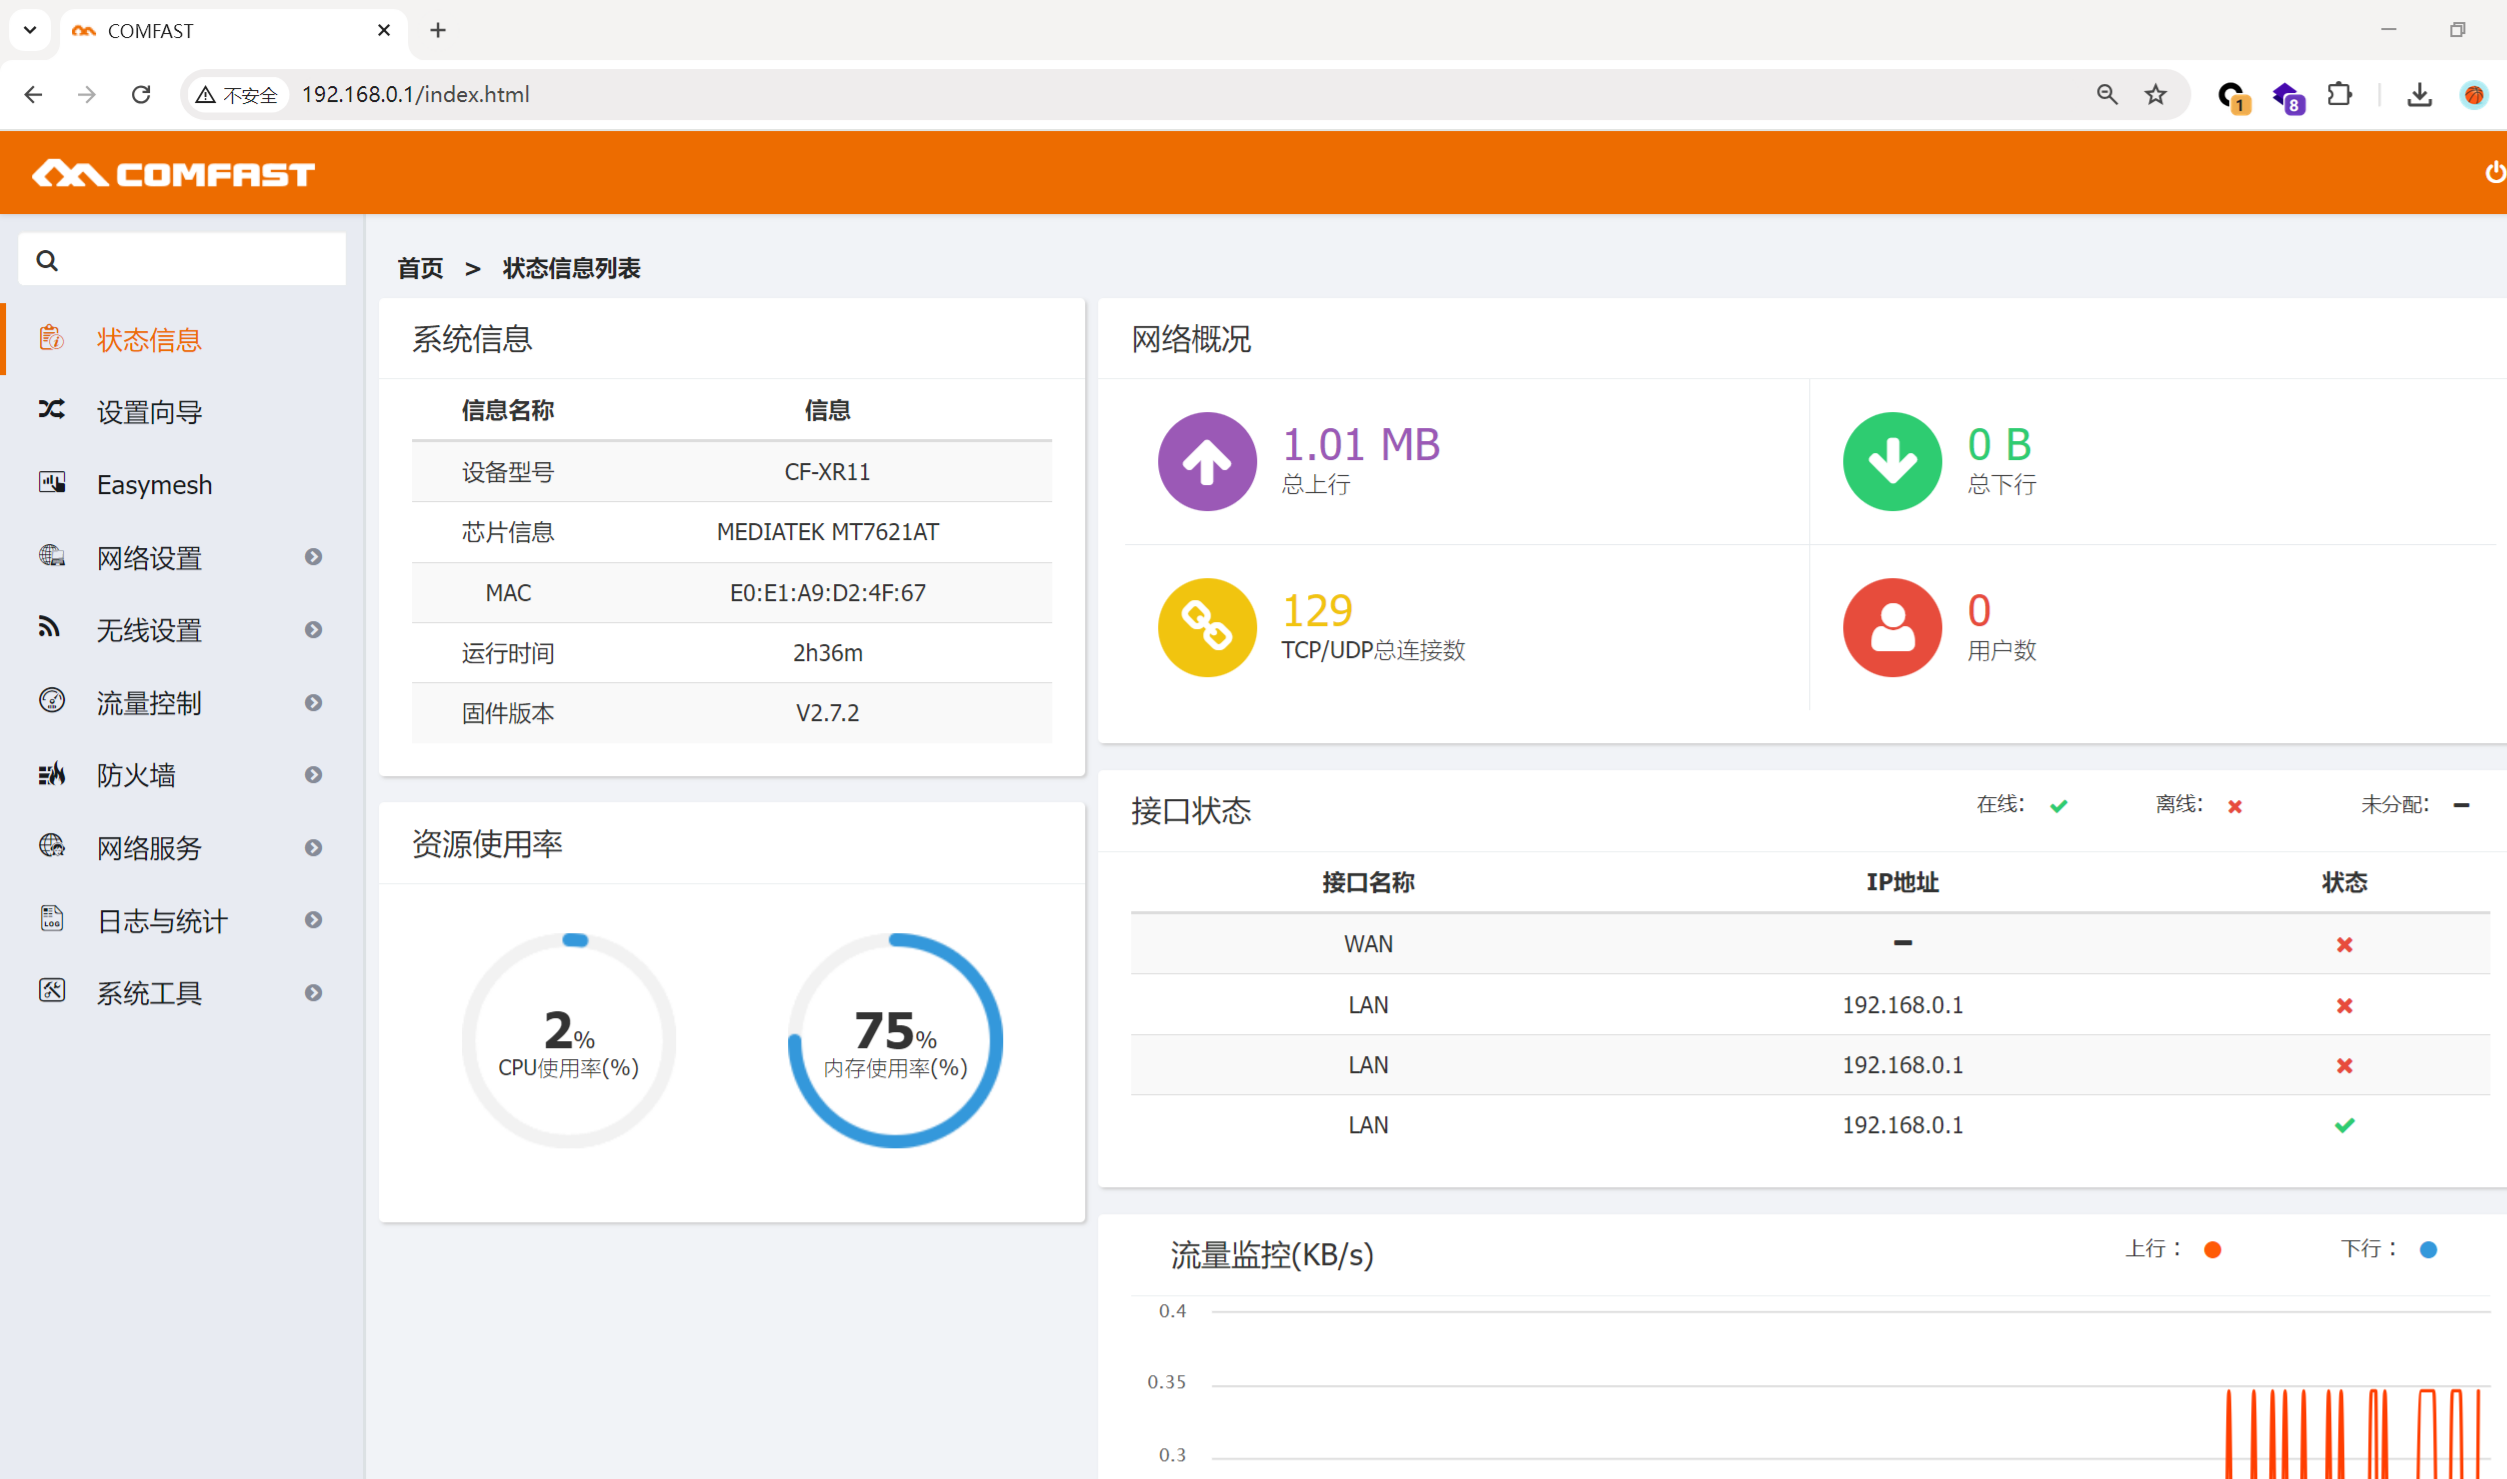 COMFAST
不安全
192.168.0.1/index.html
1
8
COMFAST
首页 > 状态信息列表
状态信息
设置向导
Easymesh
网络设置
无线设置
流量控制
防火墙
网络服务
LOG
日志与统计
系统工具
系统信息
信息名称 信息
设备型号 CF-XR11
芯片信息 MEDIATEK MT7621AT
MAC E0:E1:A9:D2:4F:67
运行时间 2h36m
固件版本 V2.7.2
资源使用率
2%
CPU使用率(%)
75%
内存使用率(%)
网络概况
1.01 MB
总上行
0 B
总下行
129
TCP/UDP总连接数
0
用户数
接口状态 在线: 离线: 未分配:
接口名称 IP地址 状态
WAN
LAN 192.168.0.1
LAN 192.168.0.1
LAN 192.168.0.1
流量监控(KB/s) 上行： 下行：
0.4
0.35
0.3